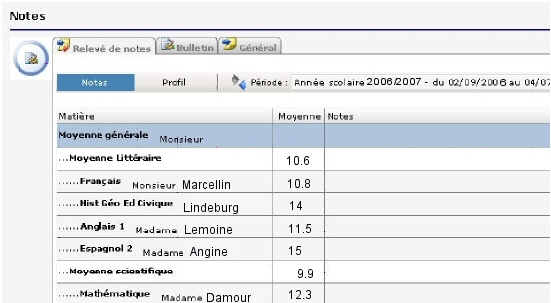 Notes
Relevé de notes Bulletin Général
Notes Profil Période : Année scolaire 2006/2007 - du 02/09/2006 au 04/07
Matière Moyenne Notes
Moyenne générale Monsieur
...Moyenne Littéraire 10.6
......Français Monsieur Marcellin 10.8
......Hist Géo Ed Civique Lindeburg 14
......Anglais 1 Madame Lemoine 11.5
......Espagnol 2 Madame Angine 15
...Moyenne scientifique 9.9
......Mathématique Madame Damour 12.3